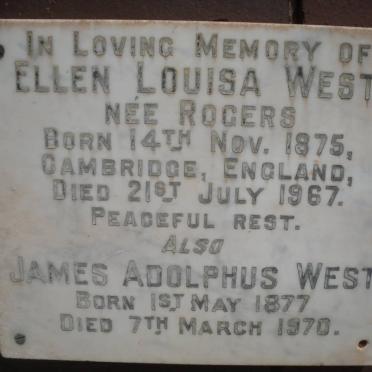 In Loving Memory of
Ellen Louisa West
née Rogers
Born 14th Nov. 1875,
Cambridge, England,
Died 21st July 1967.
Peaceful rest.
Also
James Adolphus West
Born 1st May 1877
Died 7th March 1970.